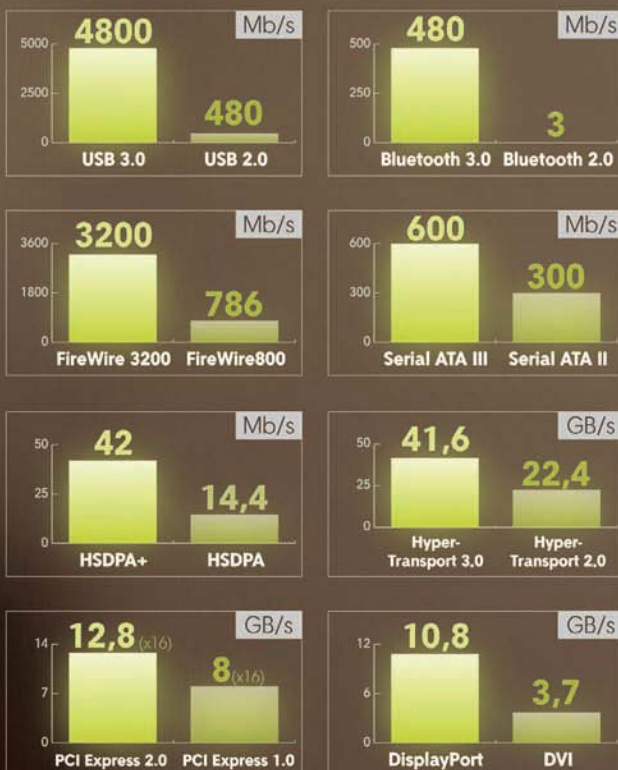 Mb/s
4800
5000
2500
480
0
USB 3.0 USB 2.0
Mb/s
480
500
250
3
0
Bluetooth 3.0 Bluetooth 2.0
Mb/s
3200
3600
1800
786
0
FireWire 3200 FireWire800
Mb/s
600
600
300
300
0
Serial ATA III Serial ATA II
Mb/s
42
50
25
14,4
0
HSDPA+ HSDPA
GB/s
41,6
50
22,4
25
0
Hyper- Hyper-
Transport 3.0 Transport 2.0
GB/s
12,8 (x16)
14
8 (x16)
7
0
PCI Express 2.0 PCI Express 1.0
GB/s
10,8
12
6
3,7
0
DisplayPort DVI